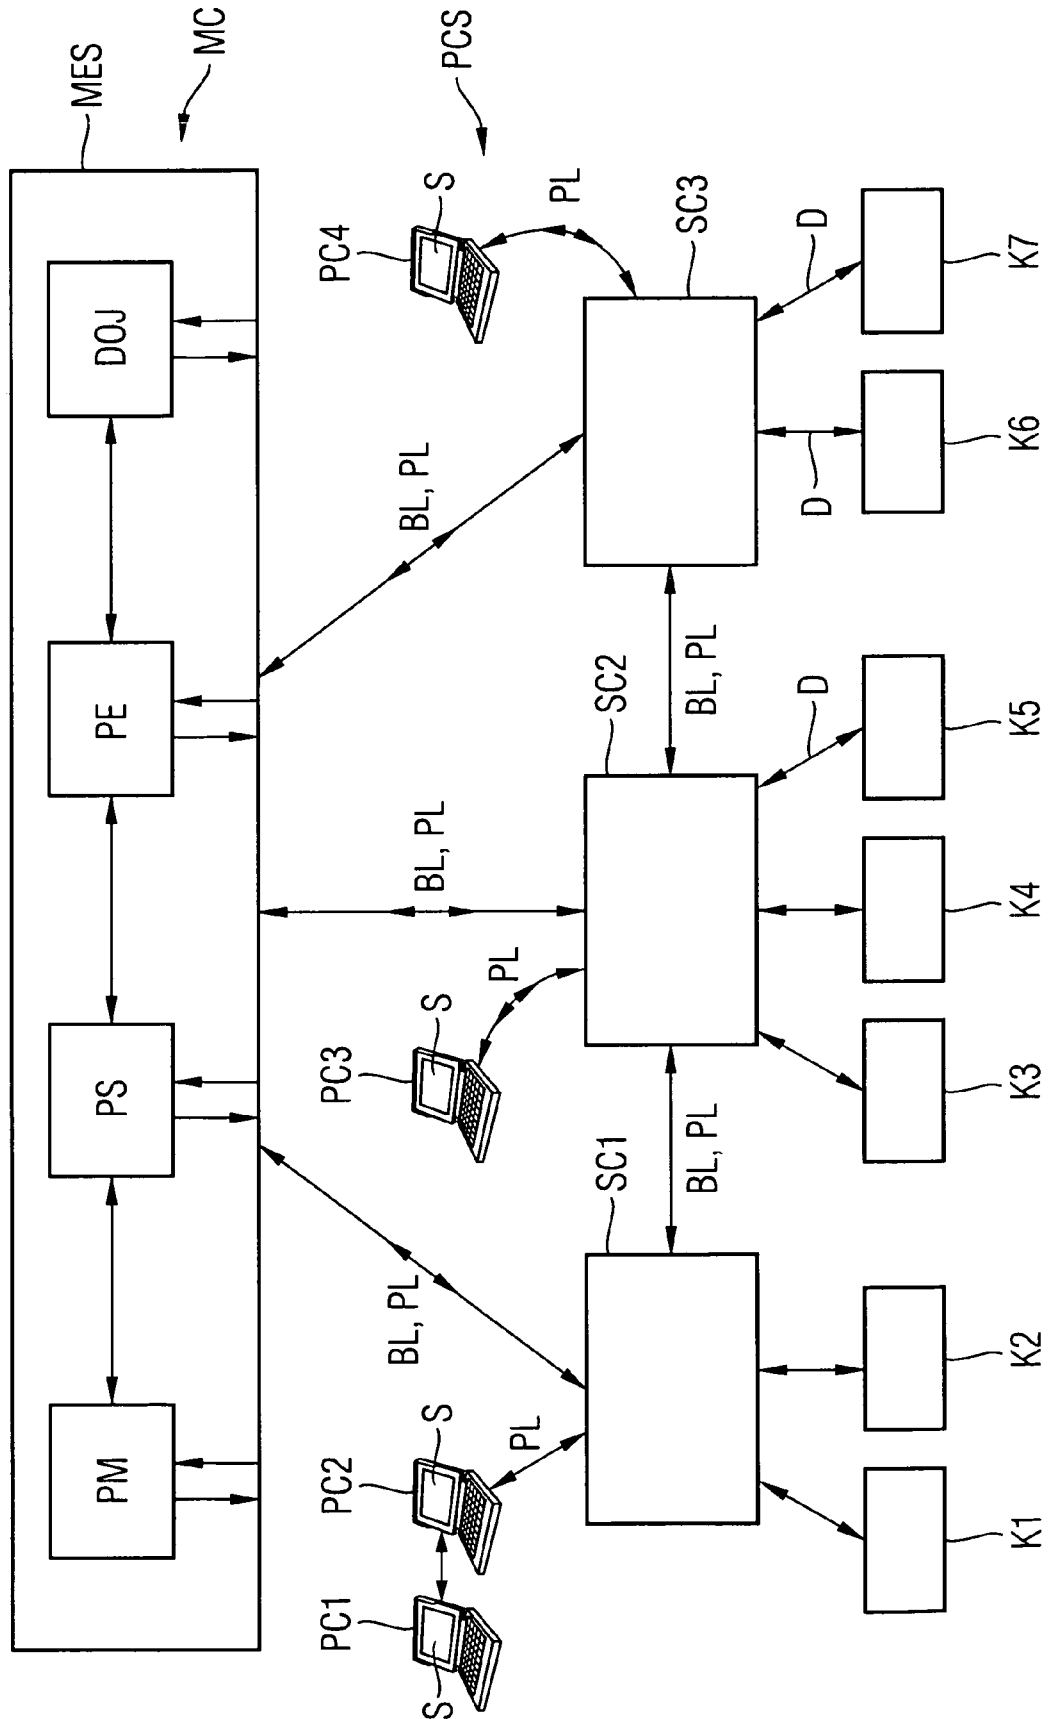 MES
MC
PM
PS
PE
DOJ
BL, PL
BL, PL
BL, PL
PCS
PC1
PC2
PC3
PC4
S
S
S
S
PL
PL
PL
SC1
SC2
SC3
BL, PL
BL, PL
D
D
D
K1
K2
K3
K4
K5
K6
K7